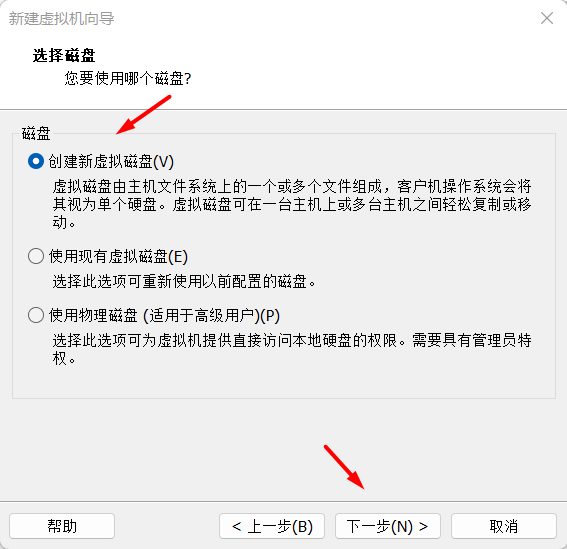 新建虚拟机向导
选择磁盘
您要使用哪个磁盘?
磁盘
创建新虚拟磁盘(V)
虚拟磁盘由主机文件系统上的一个或多个文件组成，客户机操作系统会将
其视为单个硬盘。虚拟磁盘可在一台主机上或多台主机之间轻松复制或移
动。
使用现有虚拟磁盘(E)
选择此选项可重新使用以前配置的磁盘。
使用物理磁盘 (适用于高级用户)(P)
选择此选项可为虚拟机提供直接访问本地硬盘的权限。需要具有管理员特
权。
帮助
< 上一步(B)
下一步(N) >
取消